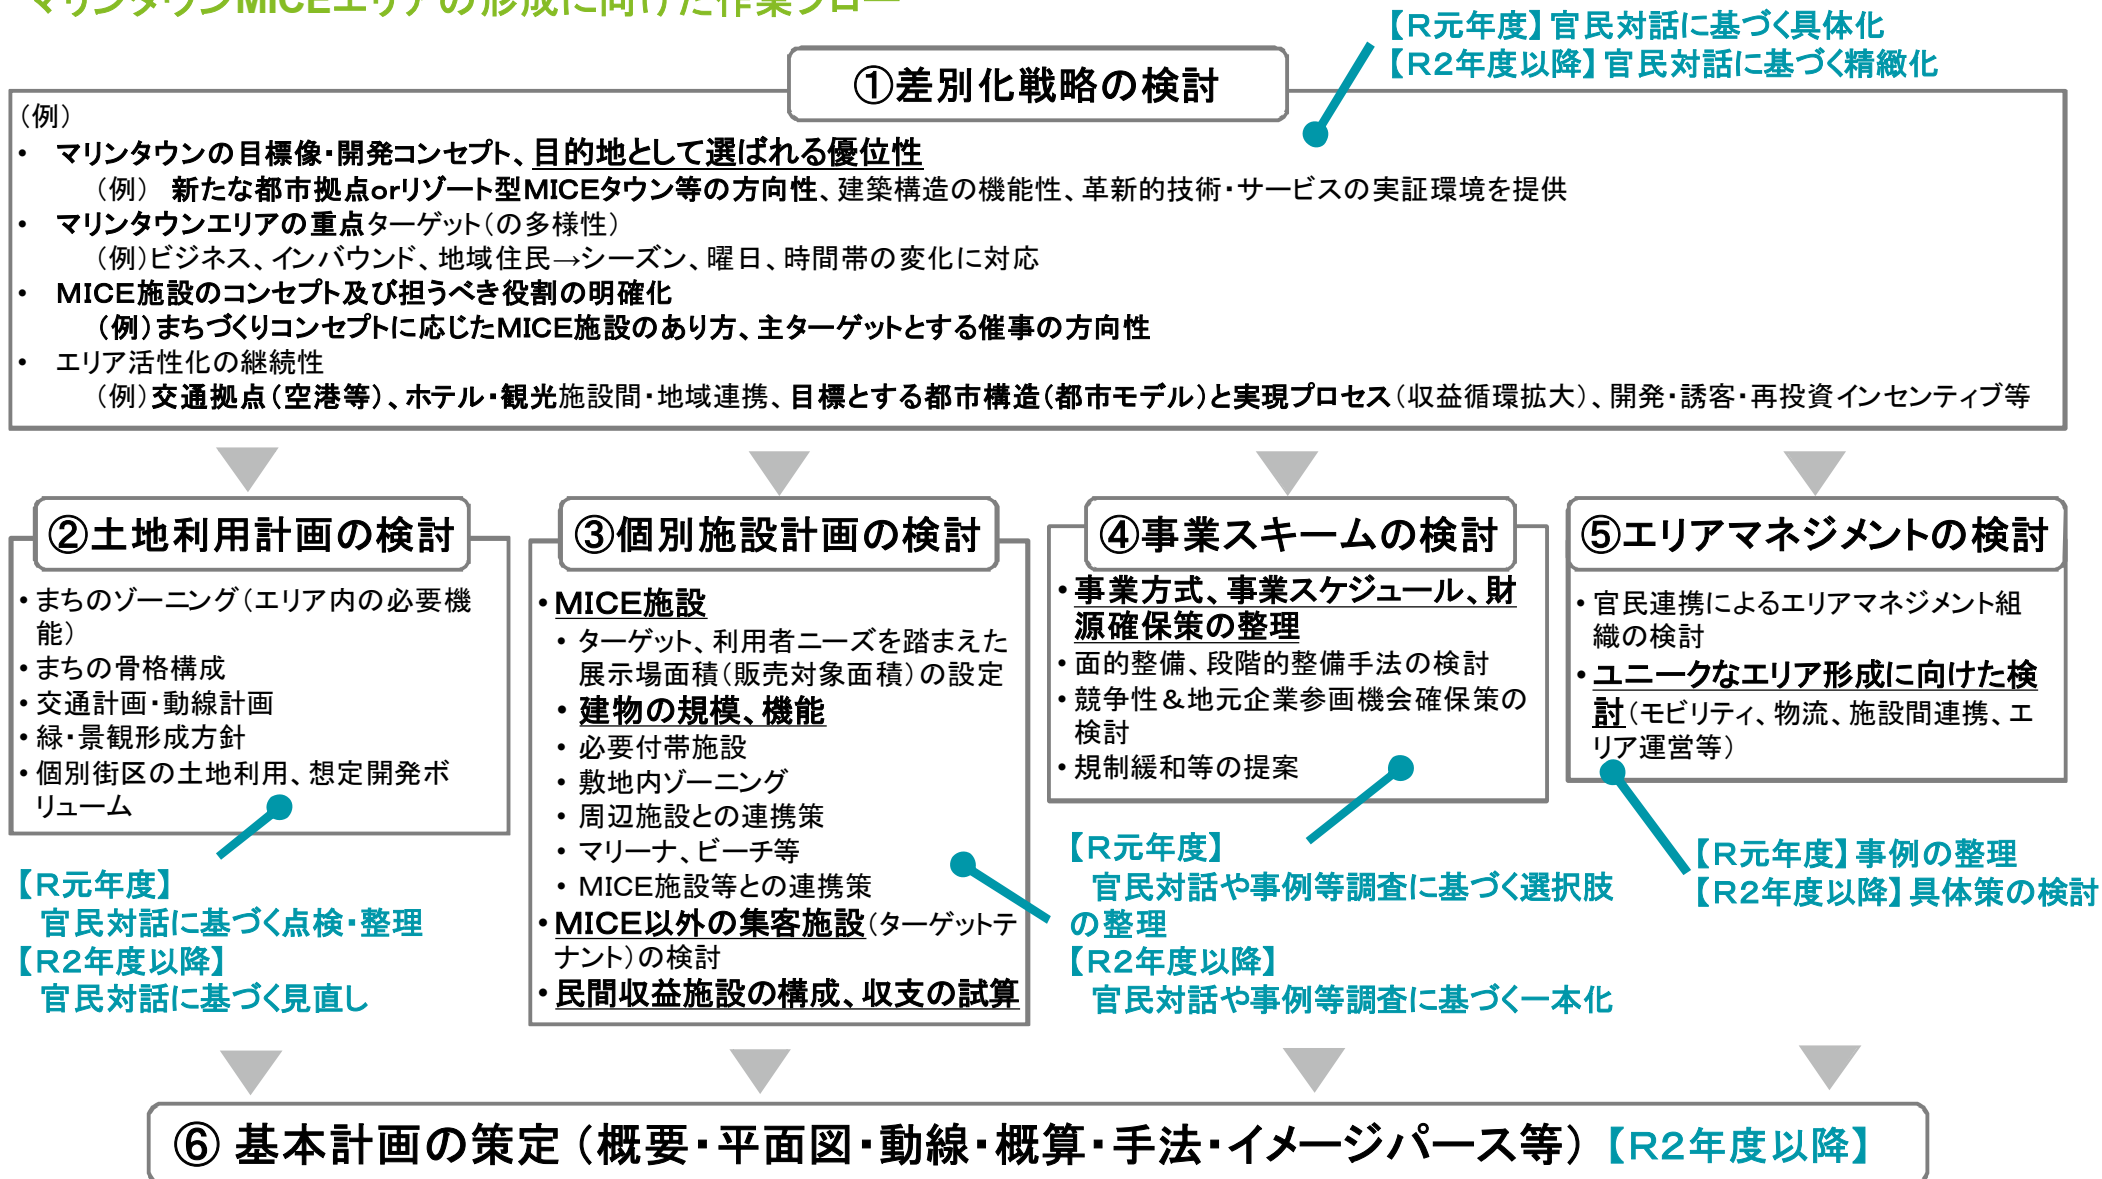 マリンタウンMICEエリアの形成に向けた作業フロー
【R元年度】官民対話に基づく具体化
【R2年度以降】官民対話に基づく精緻化
①差別化戦略の検討
（例）
・ マリンタウンの目標像・開発コンセプト、目的地として選ばれる優位性
（例） 新たな都市拠点orリゾート型MICEタウン等の方向性、建築構造の機能性、革新的技術・サービスの実証環境を提供
・ マリンタウンエリアの重点ターゲット（の多様性）
（例）ビジネス、インバウンド、地域住民→シーズン、曜日、時間帯の変化に対応
・ MICE施設のコンセプト及び担うべき役割の明確化
（例）まちづくりコンセプトに応じたMICE施設のあり方、主ターゲットとする催事の方向性
・ エリア活性化の継続性
（例）交通拠点（空港等）、ホテル・観光施設間・地域連携、目標とする都市構造（都市モデル）と実現プロセス（収益循環拡大）、開発・誘客・再投資インセンティブ等
②土地利用計画の検討
・まちのゾーニング（エリア内の必要機
能）
・まちの骨格構成
・交通計画・動線計画
・緑・景観形成方針
・個別街区の土地利用、想定開発ボ
リューム
【R元年度】
官民対話に基づく点検・整理
【R2年度以降】
官民対話に基づく見直し
③個別施設計画の検討
・MICE施設
・ターゲット、利用者ニーズを踏まえた
展示場面積（販売対象面積）の設定
・建物の規模、機能
・必要付帯施設
・敷地内ゾーニング
・周辺施設との連携策
・マリーナ、ビーチ等
・MICE施設等との連携策
・MICE以外の集客施設（ターゲットテ
ナント）の検討
・民間収益施設の構成、収支の試算
④事業スキームの検討
・事業方式、事業スケジュール、財
源確保策の整理
・面的整備、段階的整備手法の検討
・競争性＆地元企業参画機会確保策の
検討
・規制緩和等の提案
【R元年度】
官民対話や事例等調査に基づく選択肢
の整理
【R2年度以降】
官民対話や事例等調査に基づく一本化
⑤エリアマネジメントの検討
・官民連携によるエリアマネジメント組
織の検討
・ユニークなエリア形成に向けた検
討（モビリティ、物流、施設間連携、エ
リア運営等）
【R元年度】事例の整理
【R2年度以降】具体策の検討
⑥ 基本計画の策定（概要・平面図・動線・概算・手法・イメージパース等）【R2年度以降】